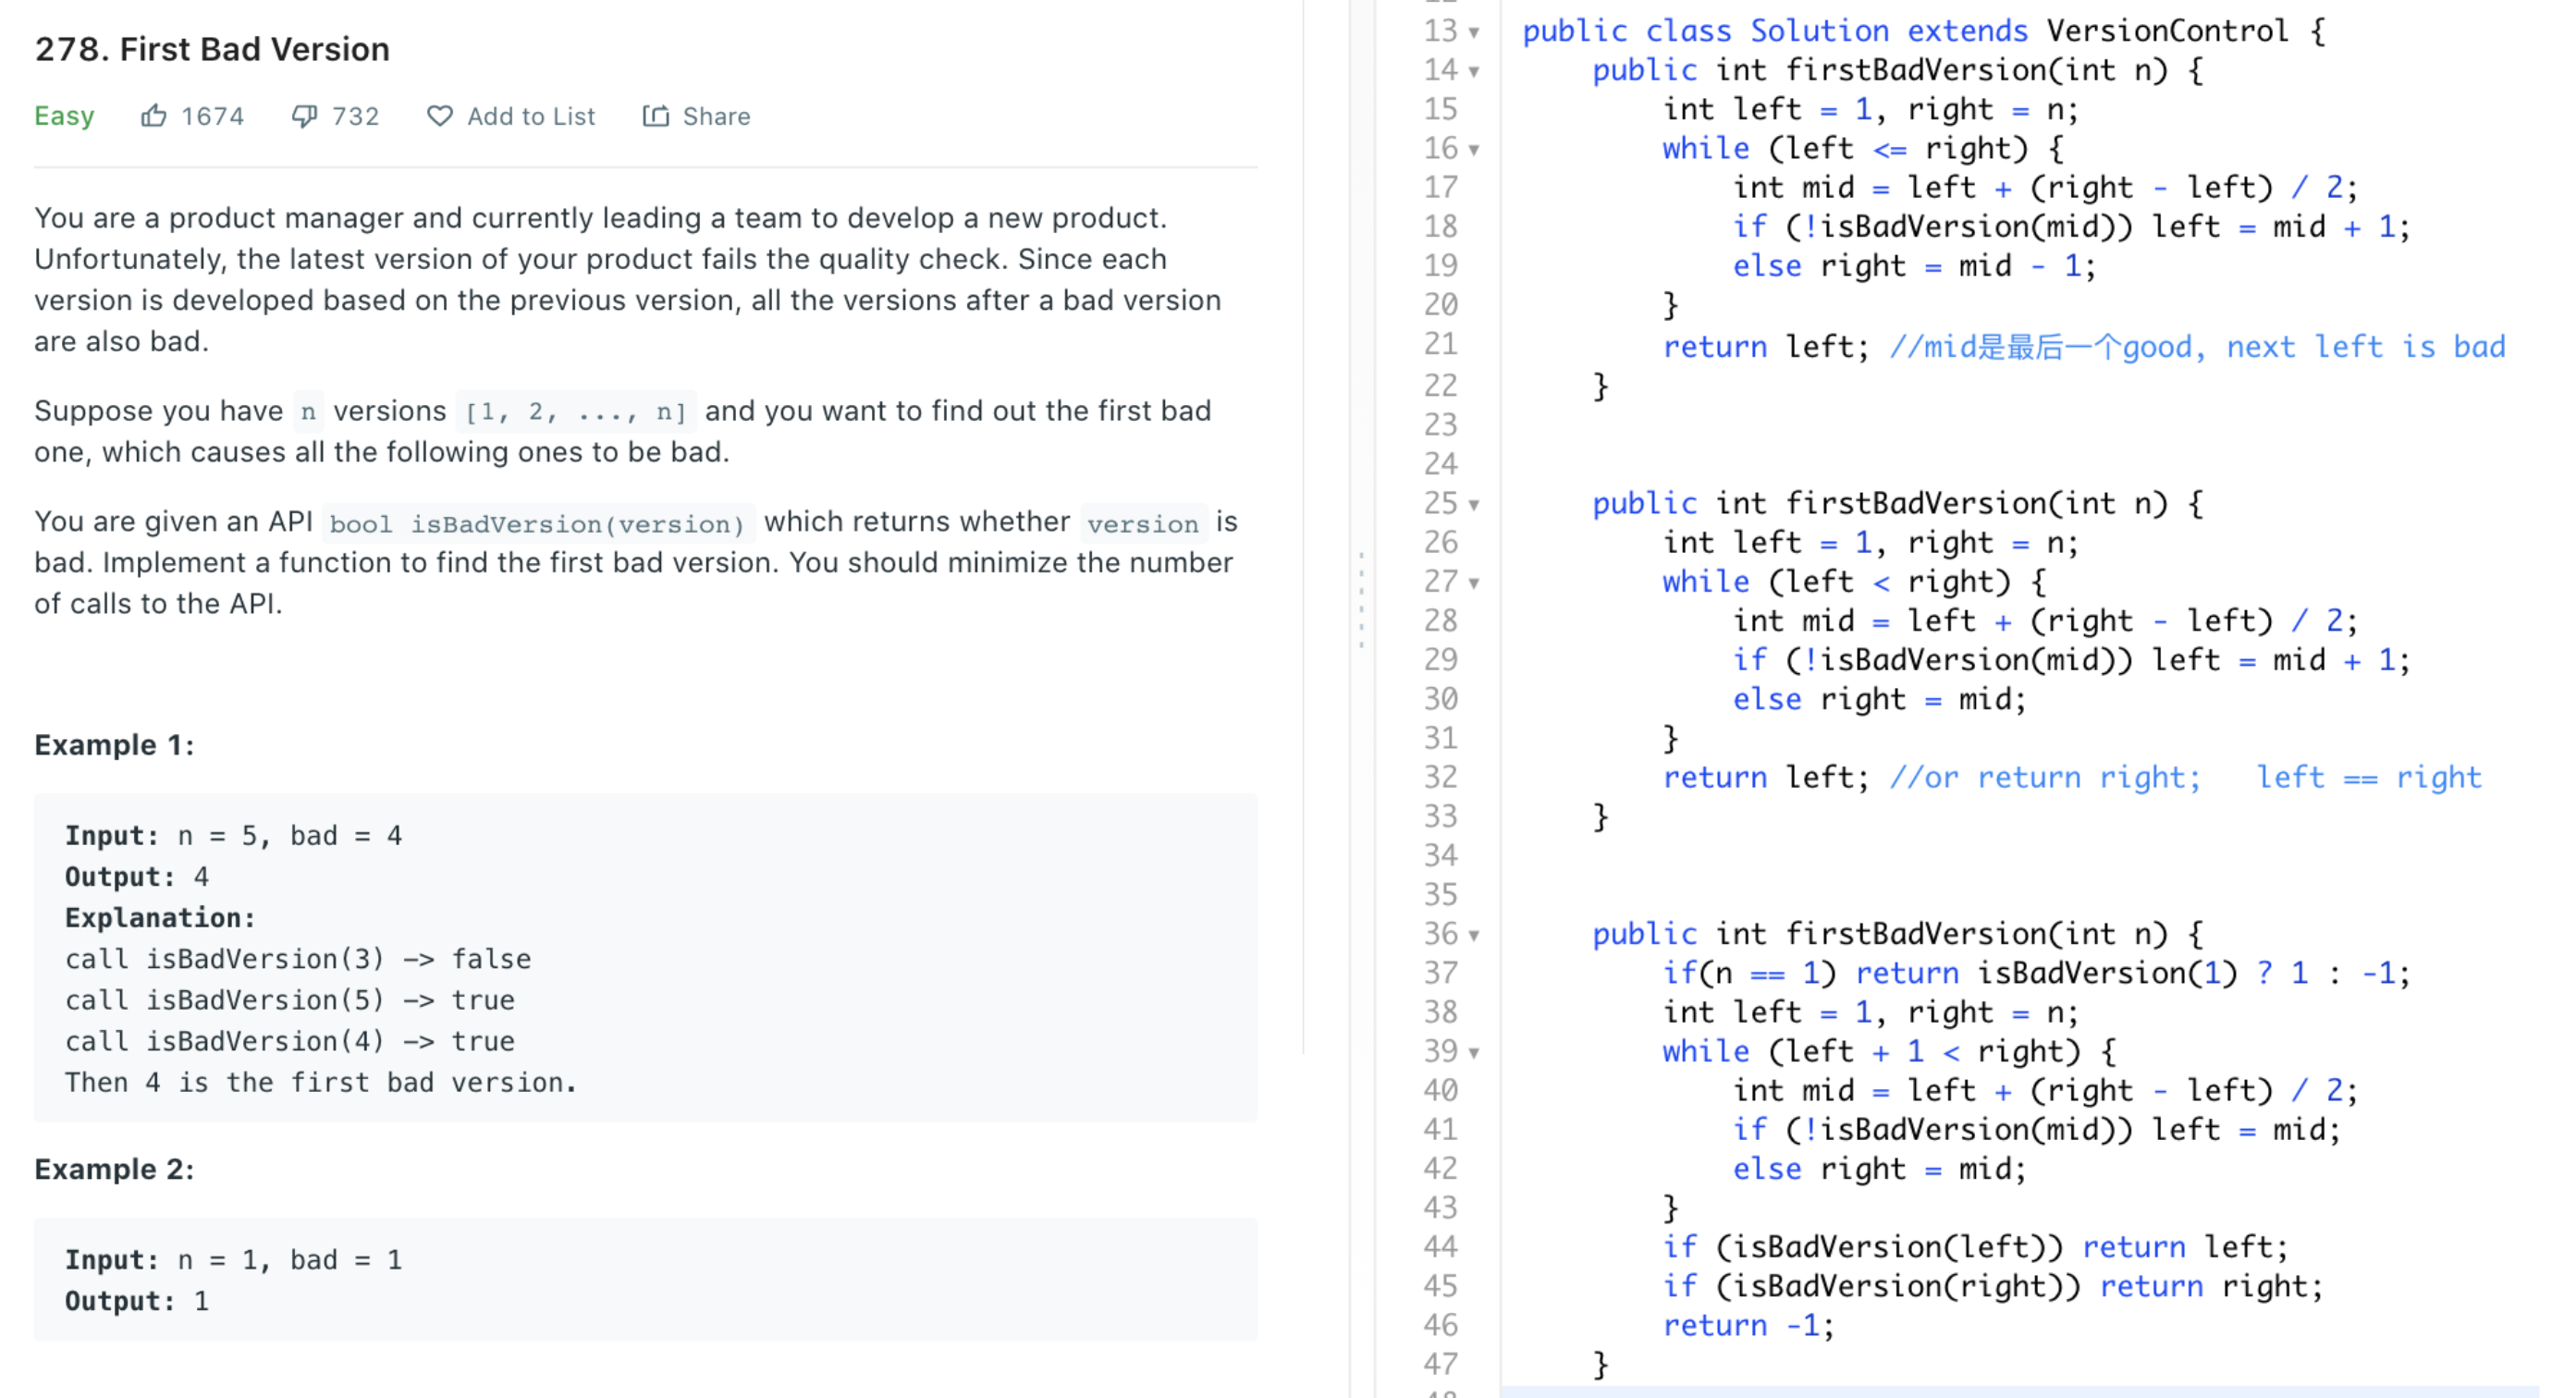 278. First Bad Version
Easy 1674 732 Add to List Share
You are a product manager and currently leading a team to develop a new product.
Unfortunately, the latest version of your product fails the quality check. Since each
version is developed based on the previous version, all the versions after a bad version
are also bad.
Suppose you have n versions [1, 2, ..., n] and you want to find out the first bad
one, which causes all the following ones to be bad.
You are given an API bool isBadVersion(version) which returns whether version is
bad. Implement a function to find the first bad version. You should minimize the number
of calls to the API.
Example 1:
Input: n = 5, bad = 4
Output: 4
Explanation:
call isBadVersion(3) -> false
call isBadVersion(5) -> true
call isBadVersion(4) -> true
Then 4 is the first bad version.
Example 2:
Input: n = 1, bad = 1
Output: 1
13 public class Solution extends VersionControl {
14 public int firstBadVersion(int n) {
15 int left = 1, right = n;
16 while (left <= right) {
17 int mid = left + (right - left) / 2;
18 if (!isBadVersion(mid)) left = mid + 1;
19 else right = mid - 1;
20 }
21 return left; //mid是最后一个good, next left is bad
22 }
23
24
25 public int firstBadVersion(int n) {
26 int left = 1, right = n;
27 while (left < right) {
28 int mid = left + (right - left) / 2;
29 if (!isBadVersion(mid)) left = mid + 1;
30 else right = mid;
31 }
32 return left; //or return right; left == right
33 }
34
35
36 public int firstBadVersion(int n) {
37 if(n == 1) return isBadVersion(1) ? 1 : -1;
38 int left = 1, right = n;
39 while (left + 1 < right) {
40 int mid = left + (right - left) / 2;
41 if (!isBadVersion(mid)) left = mid;
42 else right = mid;
43 }
44 if (isBadVersion(left)) return left;
45 if (isBadVersion(right)) return right;
46 return -1;
47 }